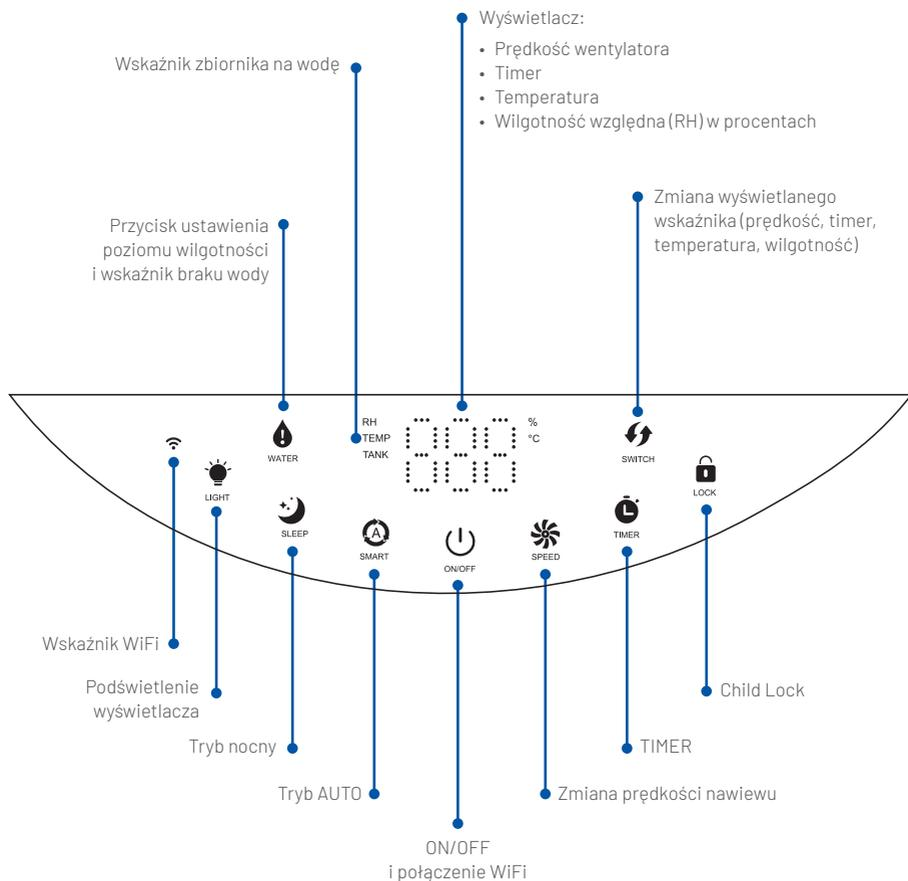 Wyświetlacz:
• Prędkość wentylatora
• Timer
• Temperatura
• Wilgotność względna (RH) w procentach
Wskaźnik zbiornika na wodę
Zmiana wyświetlanego
wskaźnika (prędkość, timer,
temperatura, wilgotność)
Przycisk ustawienia
poziomu wilgotności
i wskaźnik braku wody
RH
TEMP
TANK
%
°C
WATER
SWITCH
LIGHT
LOCK
SLEEP
TIMER
SMART
A
ON/OFF
SPEED
Wskaźnik WiFi
Podświetlenie
wyświetlacza
Child Lock
Tryb nocny
TIMER
Tryb AUTO
Zmiana prędkości nawiewu
ON/OFF
i połączenie WiFi